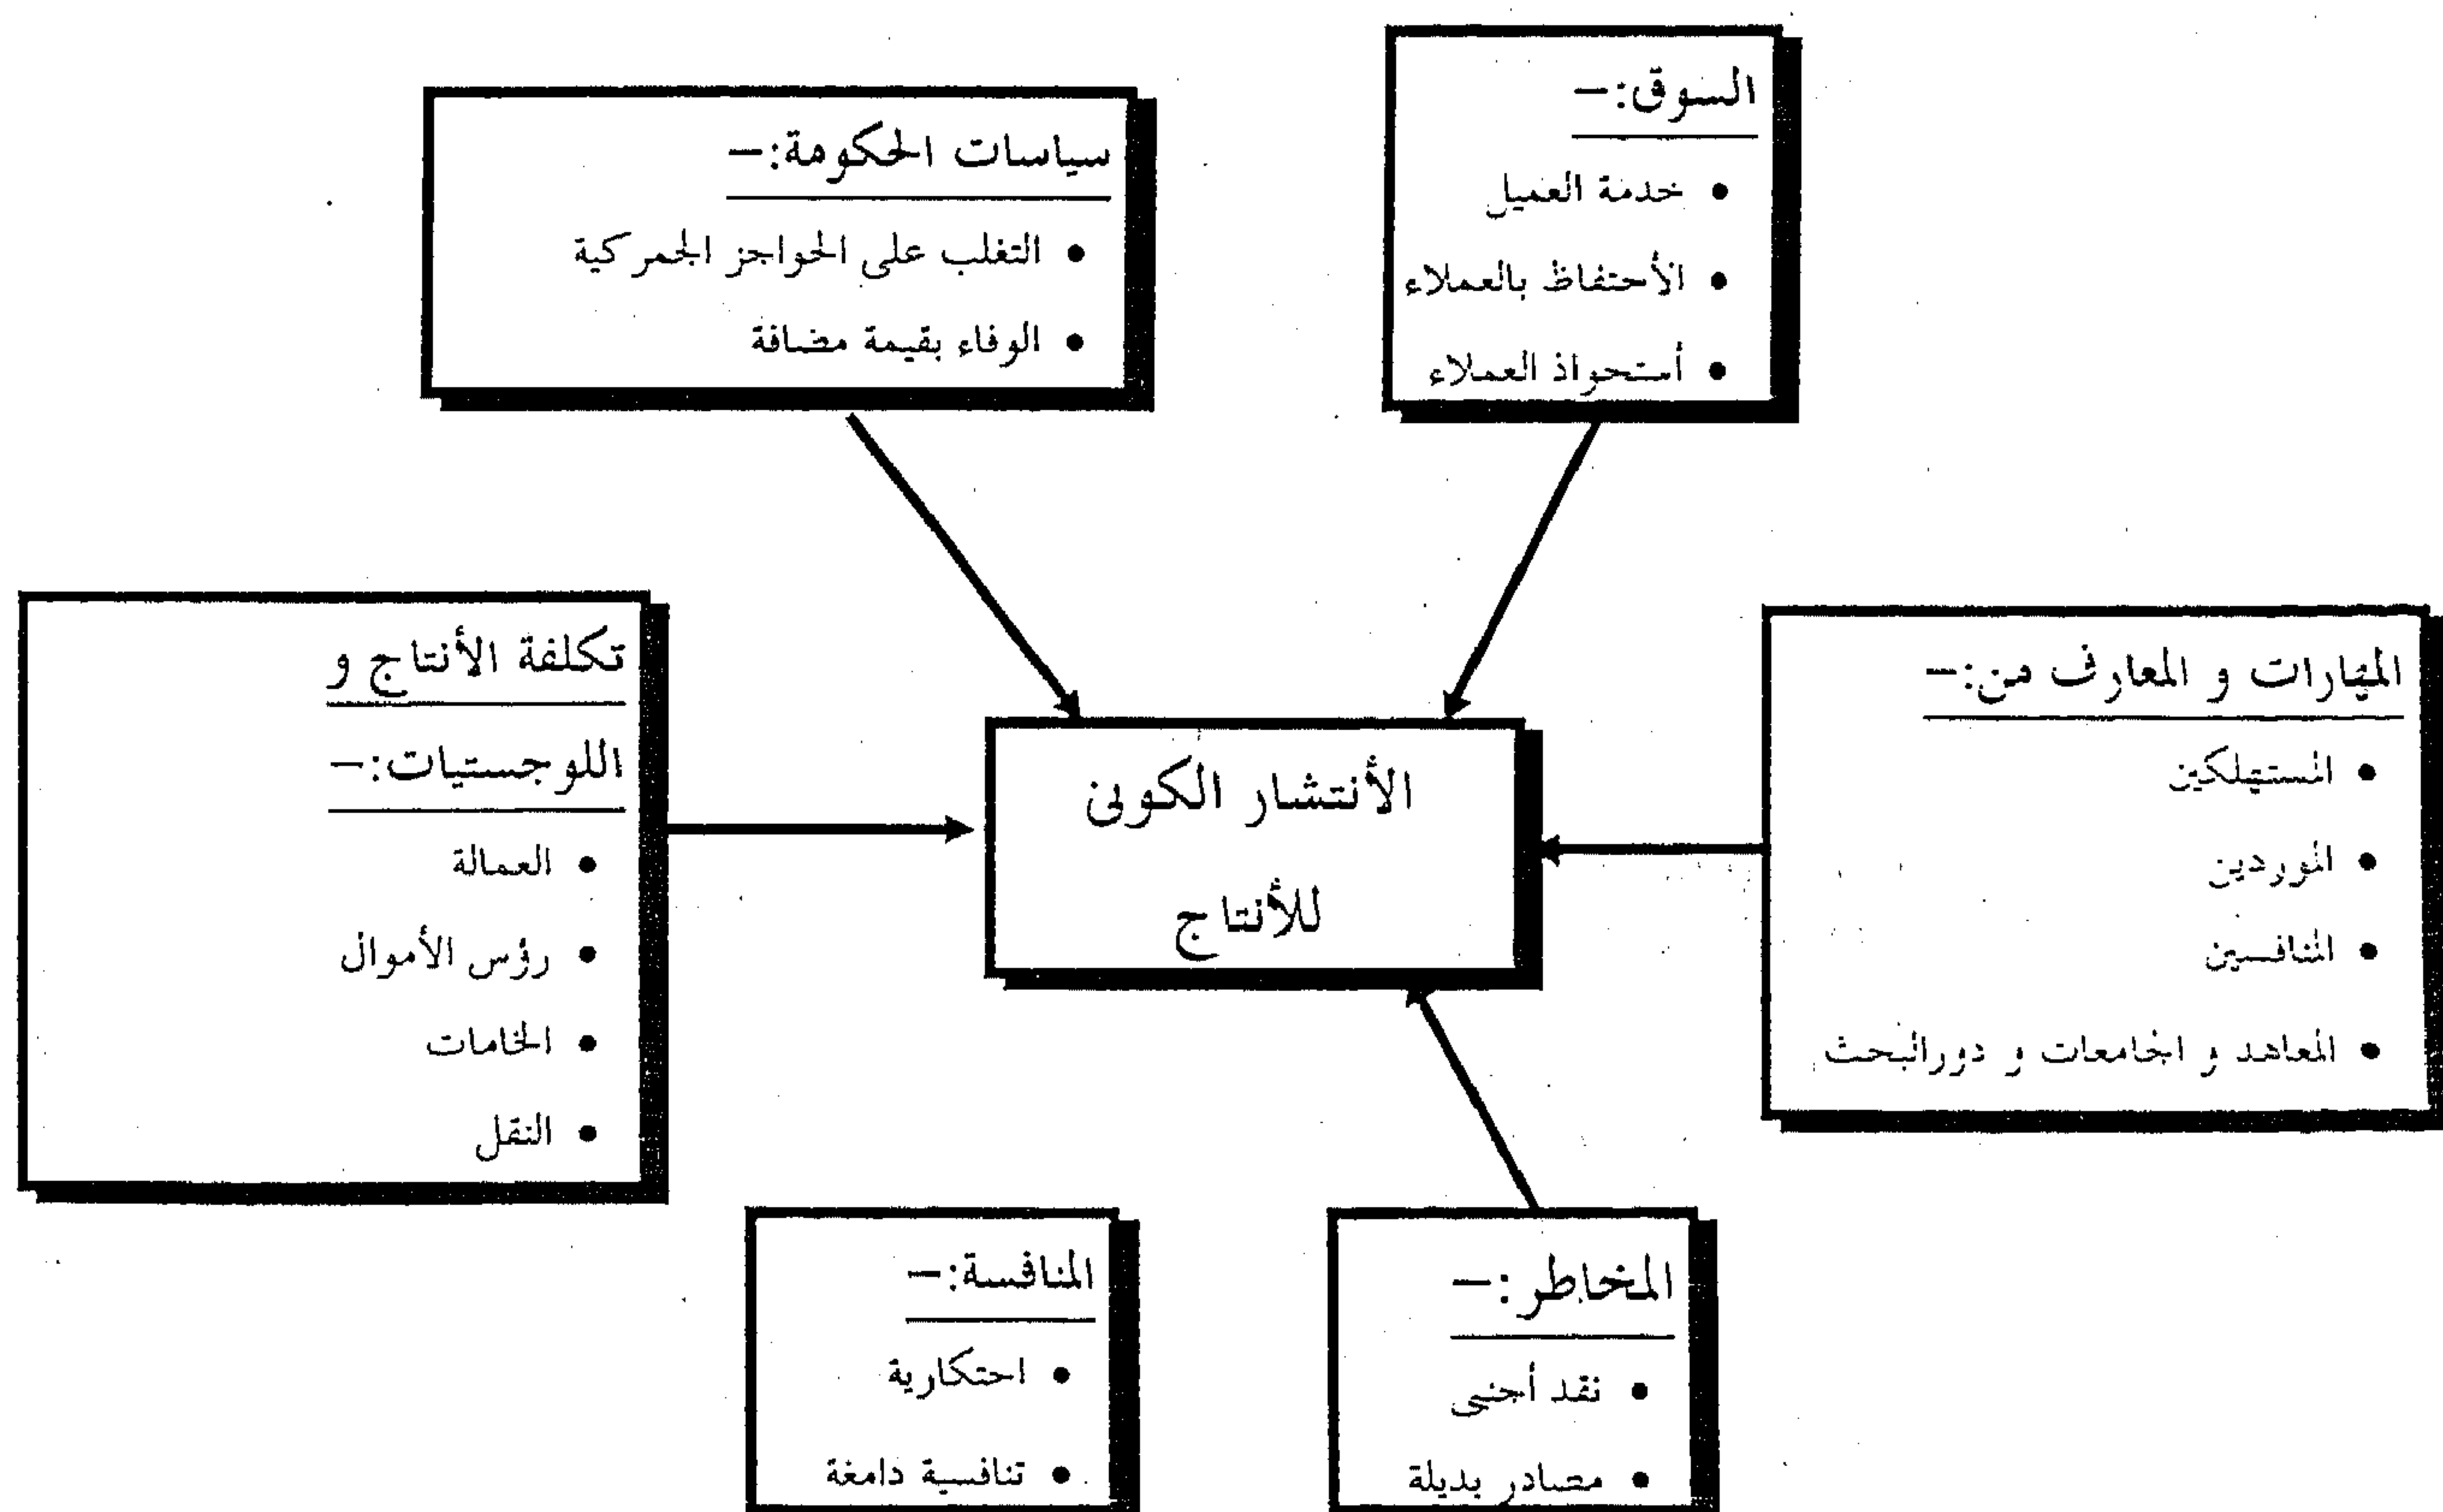 السوق:-
• خدمة العميل
• الأحتفاظ بالعملاء
• أستحواذ العملاء
سياسات الحكومة:-
• التغلب على الحواجز الجمركية
• الوفاء بقيمة مضافة
المهارات و المعارف من:-
• المستهلكين
• الموردين
• المنافسين
• المعاهد و الجامعات و دورالبحث
الأنتشار الكونى
للأنتاج
تكلفة الأنتاج و
اللوجستيات:-
• العمالة
• رؤس الأموال
• الخامات
• النقل
المخاطر:-
• نقد أجنبى
• مصادر بديلة
المنافسة:-
• احتكارية
• تنافسية دامغة